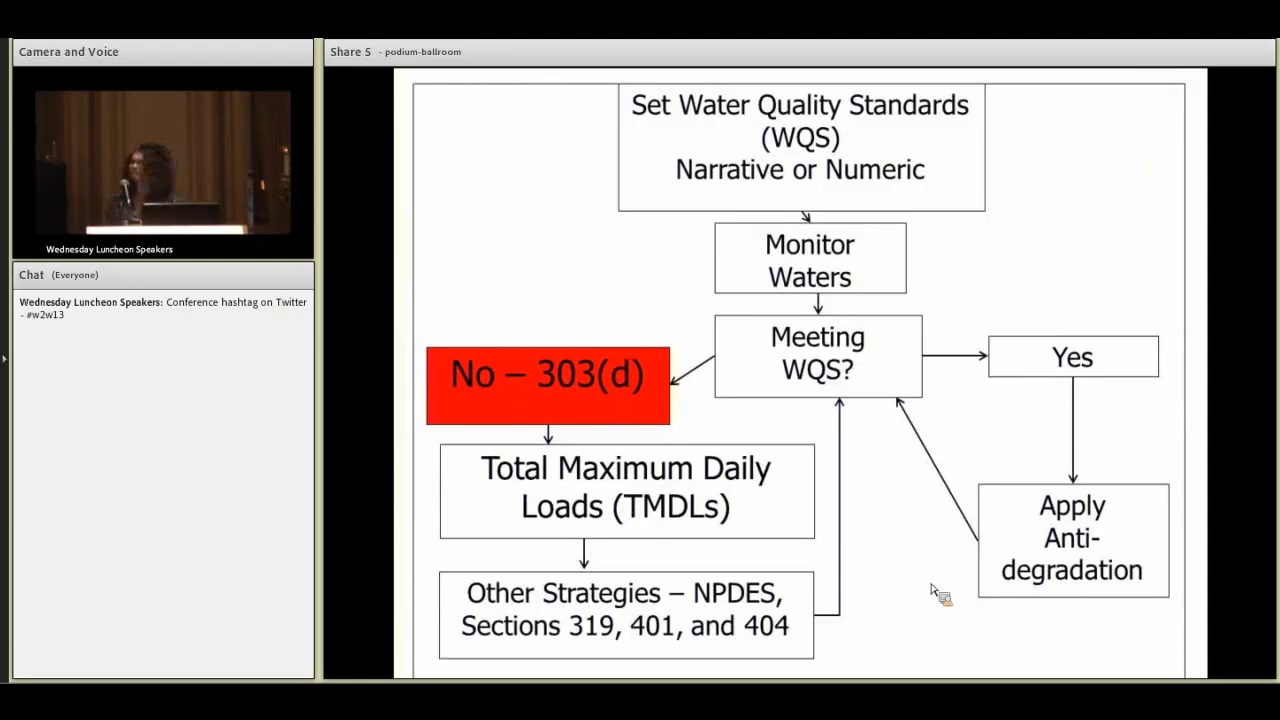 Camera and Voice
Share 5 - podium-ballroom
Wednesday Luncheon Speakers
Chat (Everyone)
Wednesday Luncheon Speakers: Conference hashtag on Twitter
- #w2w13
Set Water Quality Standards
(WQS)
Narrative or Numeric
Monitor
Waters
Meeting
WQS?
Yes
No – 303(d)
Total Maximum Daily
Loads (TMDLs)
Apply
Anti-
degradation
Other Strategies – NPDES,
Sections 319, 401, and 404